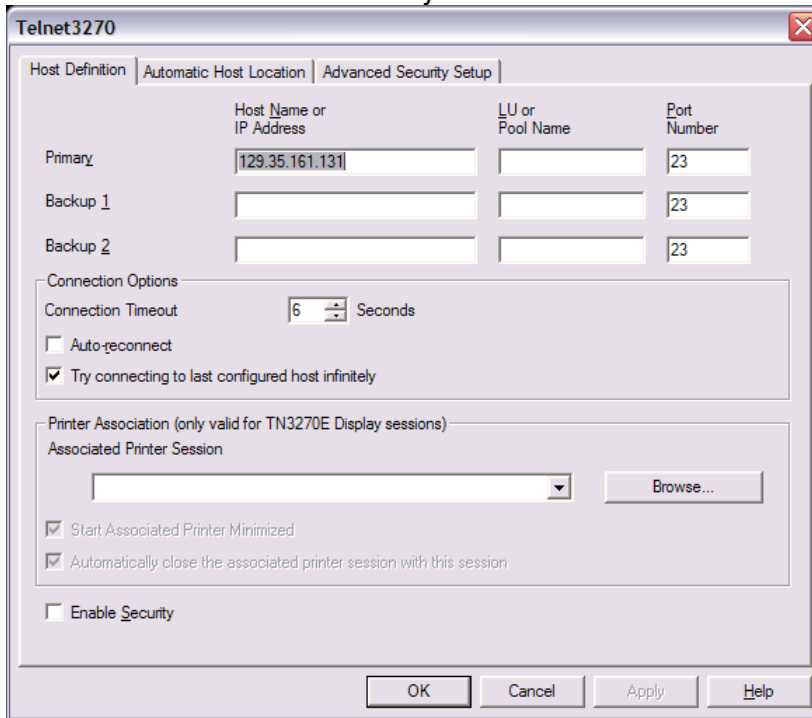 Telnet3270
Host Definition Automatic Host Location Advanced Security Setup
Host Name or IP Address LU or Pool Name Port Number
Primary 129.35.161.131 23
Backup 1 23
Backup 2 23
Connection Options
Connection Timeout 6 Seconds
Auto-reconnect
Try connecting to last configured host infinitely
Printer Association (only valid for TN3270E Display sessions)
Associated Printer Session
Browse...
Start Associated Printer Minimized
Automatically close the associated printer session with this session
Enable Security
OK Cancel Apply Help